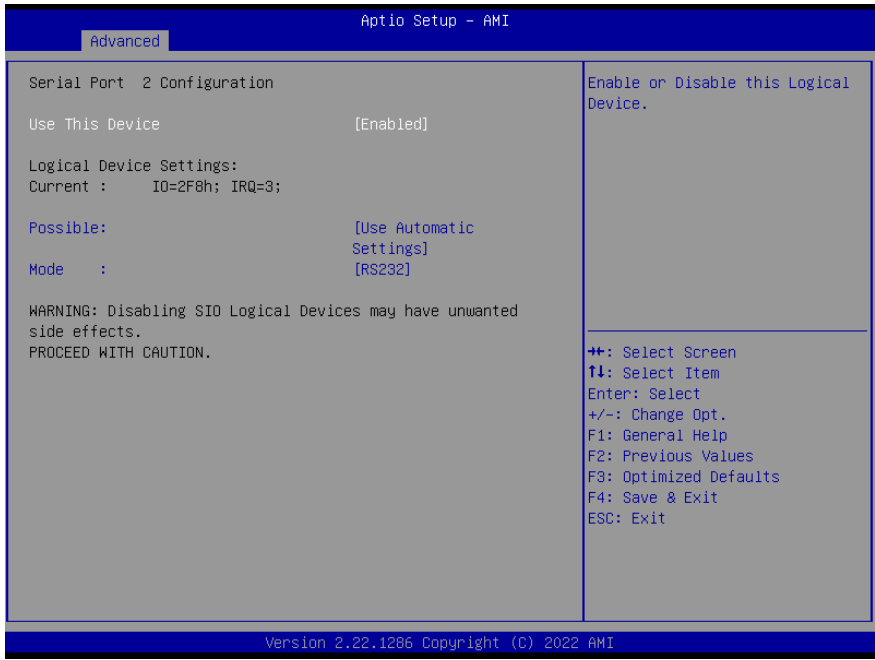 Aptio Setup – AMI
Advanced
Serial Port  2 Configuration
Use This Device [Enabled]
Logical Device Settings:
Current : IO=2F8h; IRQ=3;
Possible: [Use Automatic
Settings]
Mode : [RS232]
WARNING: Disabling SIO Logical Devices may have unwanted
side effects.
PROCEED WITH CAUTION.
Enable or Disable this Logical
Device.
→←: Select Screen
↑↓: Select Item
Enter: Select
+/-: Change Opt.
F1: General Help
F2: Previous Values
F3: Optimized Defaults
F4: Save & Exit
ESC: Exit
Version 2.22.1286 Copyright (C) 2022 AMI